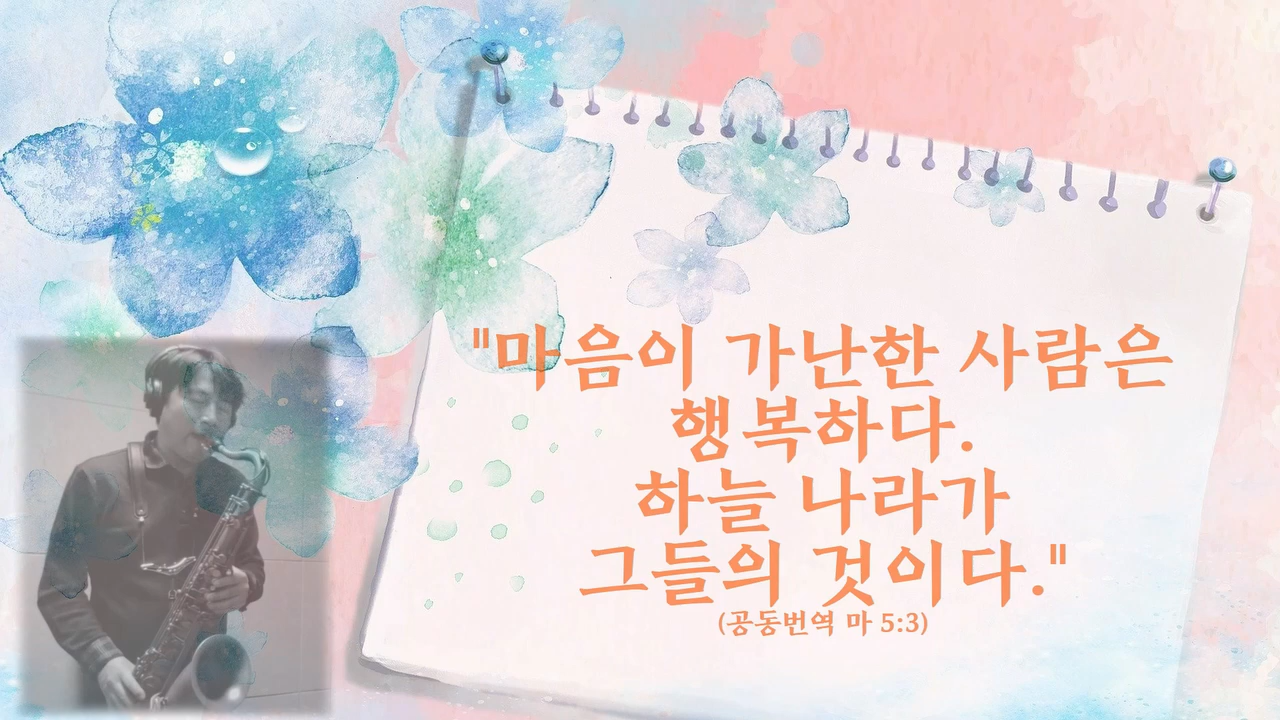 "마음이 가난한 사람은
행복하다.
하늘 나라가
그들의 것이다."
(공동번역 마 5:3)